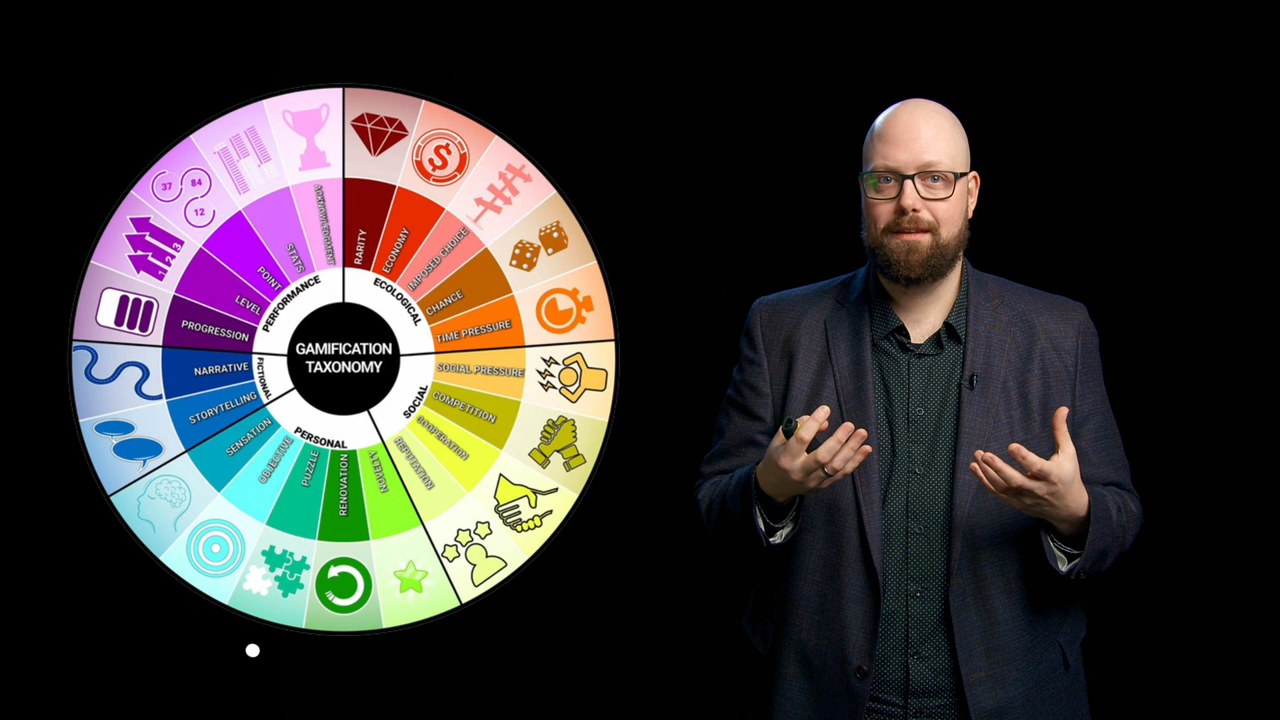 GAMIFICATION
TAXONOMY
ECOLOGICAL
RARITY
ECONOMY
IMPOSED CHOICE
CHANCE
TIME PRESSURE
SOCIAL
SOCIAL PRESSURE
COMPETITION
COOPERATION
REPUTATION
PERSONAL
NOVELTY
RENOVATION
PUZZLE
OBJECTIVE
SENSATION
FICTIONAL
STORYTELLING
NARRATIVE
PERFORMANCE
PROGRESSION
LEVEL
POINT
STATS
ACKNOWLEDGMENT
37
84
12
1
2
3
$